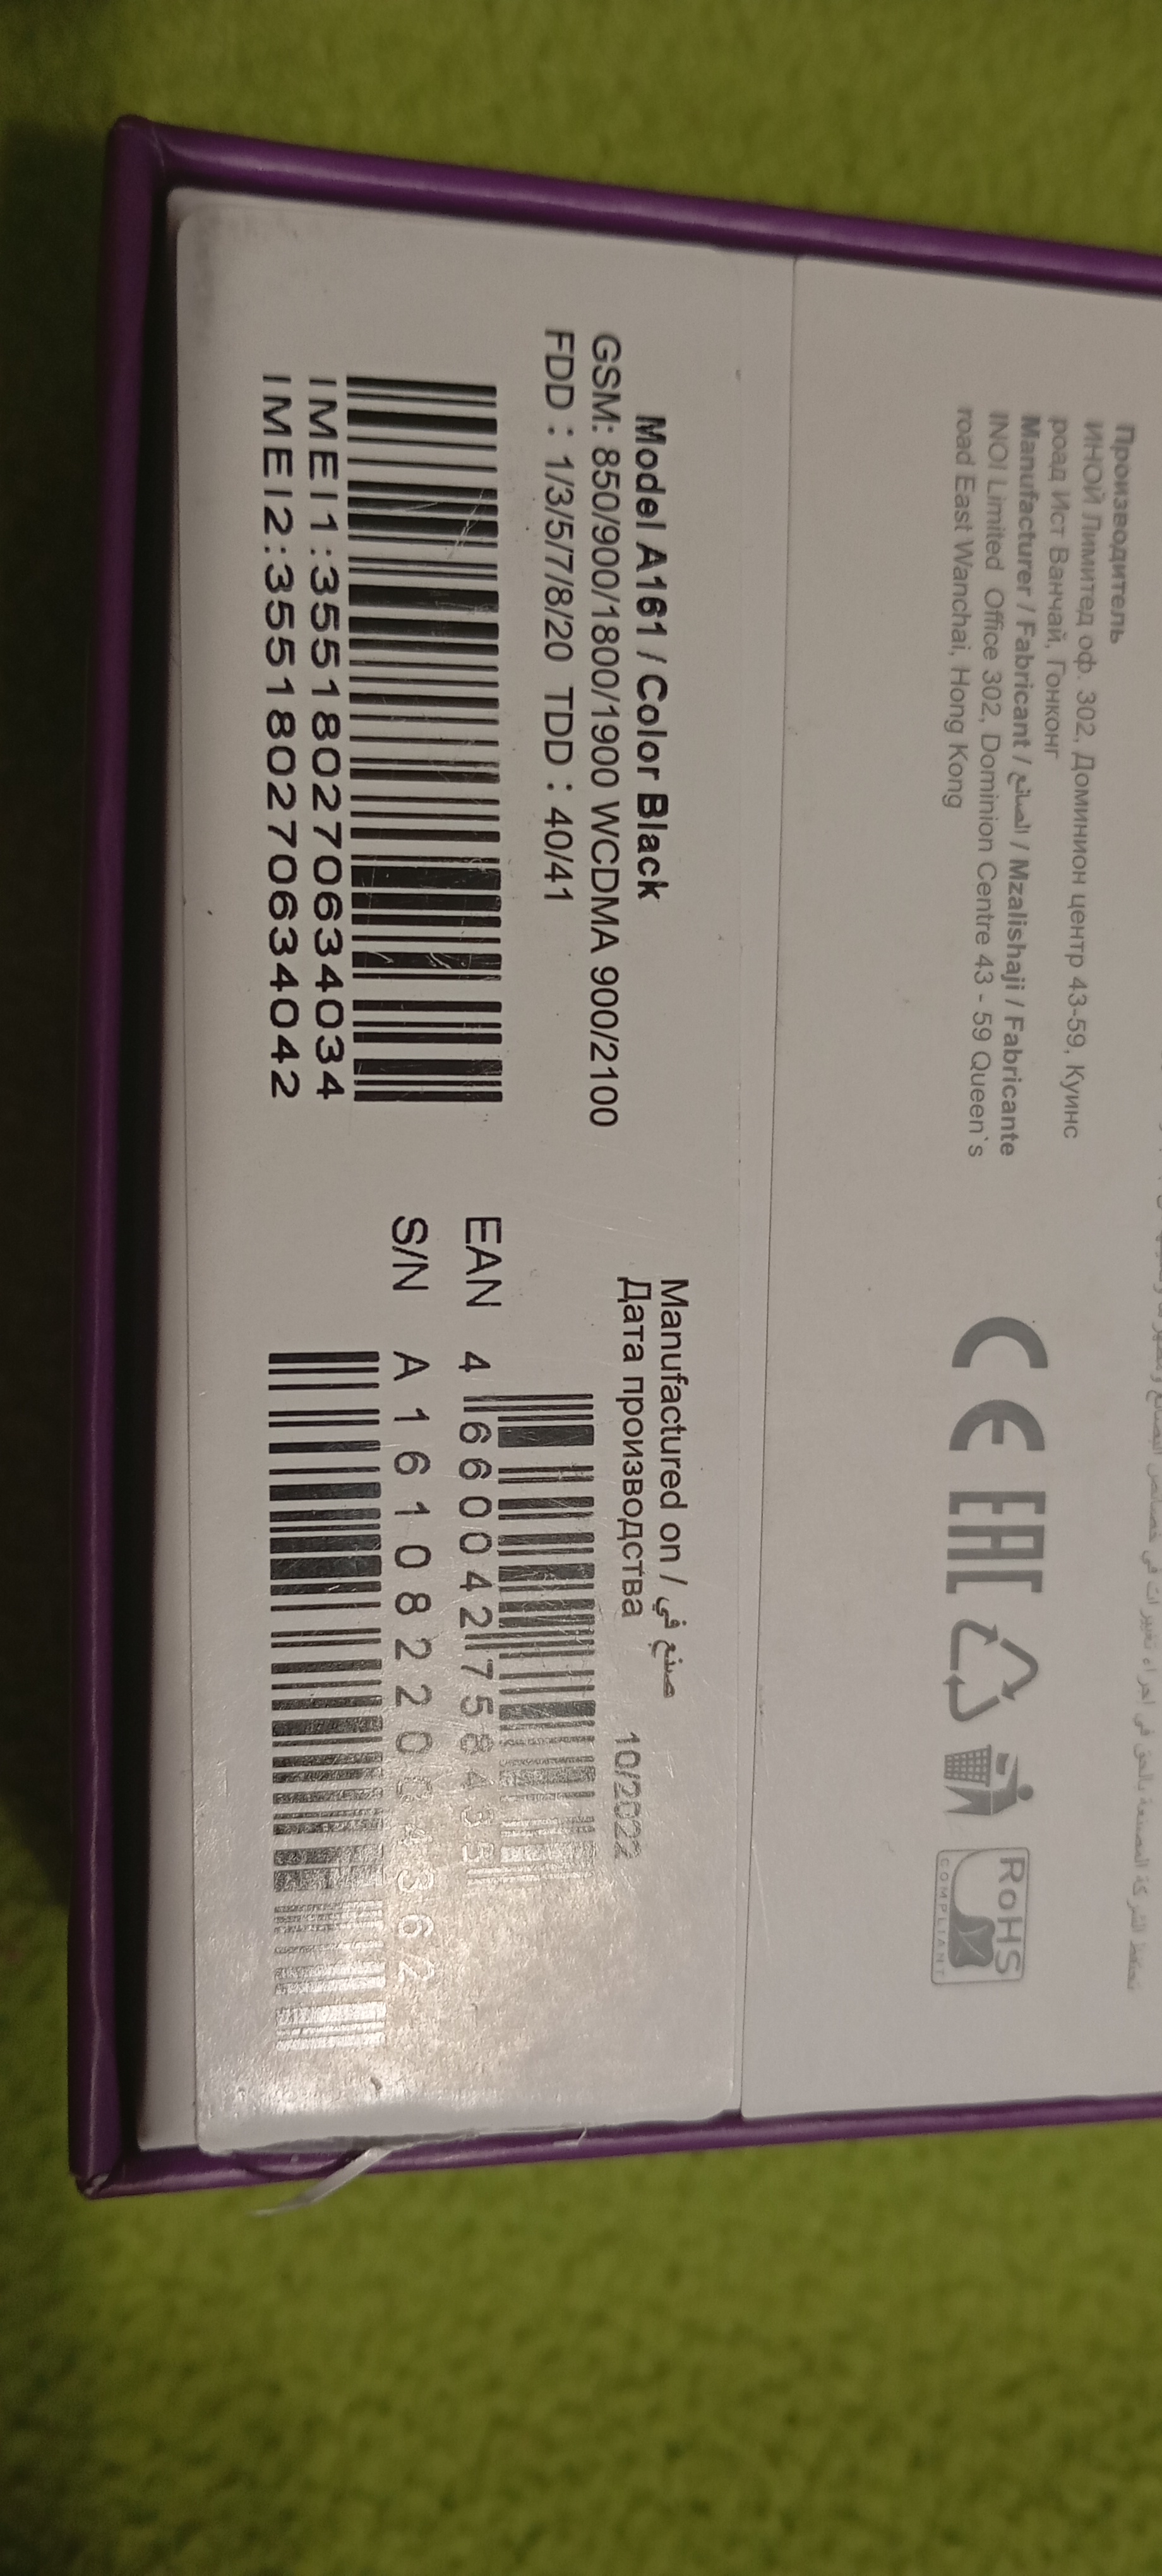 Производитель
ИНОЙ Лимитед оф. 302, Доминион центр 43-59, Куинс
роад Ист Ванчай, Гонконг
Manufacturer / Fabricant / الصانع / Mzalishaji / Fabricante
INOI Limited Office 302, Dominion Centre 43 - 59 Queen`s
road East Wanchai, Hong Kong
CE EAC
RoHS
COMPLIANT
Model A161 / Color Black
GSM: 850/900/1800/1900 WCDMA 900/2100
FDD : 1/3/5/7/8/20 TDD : 40/41
IMEI1:355180270634034
IMEI2:355180270634042
Manufactured on / صنع في
Дата производства 10/2022
EAN 4 660042 758435
S/N A1610822034362